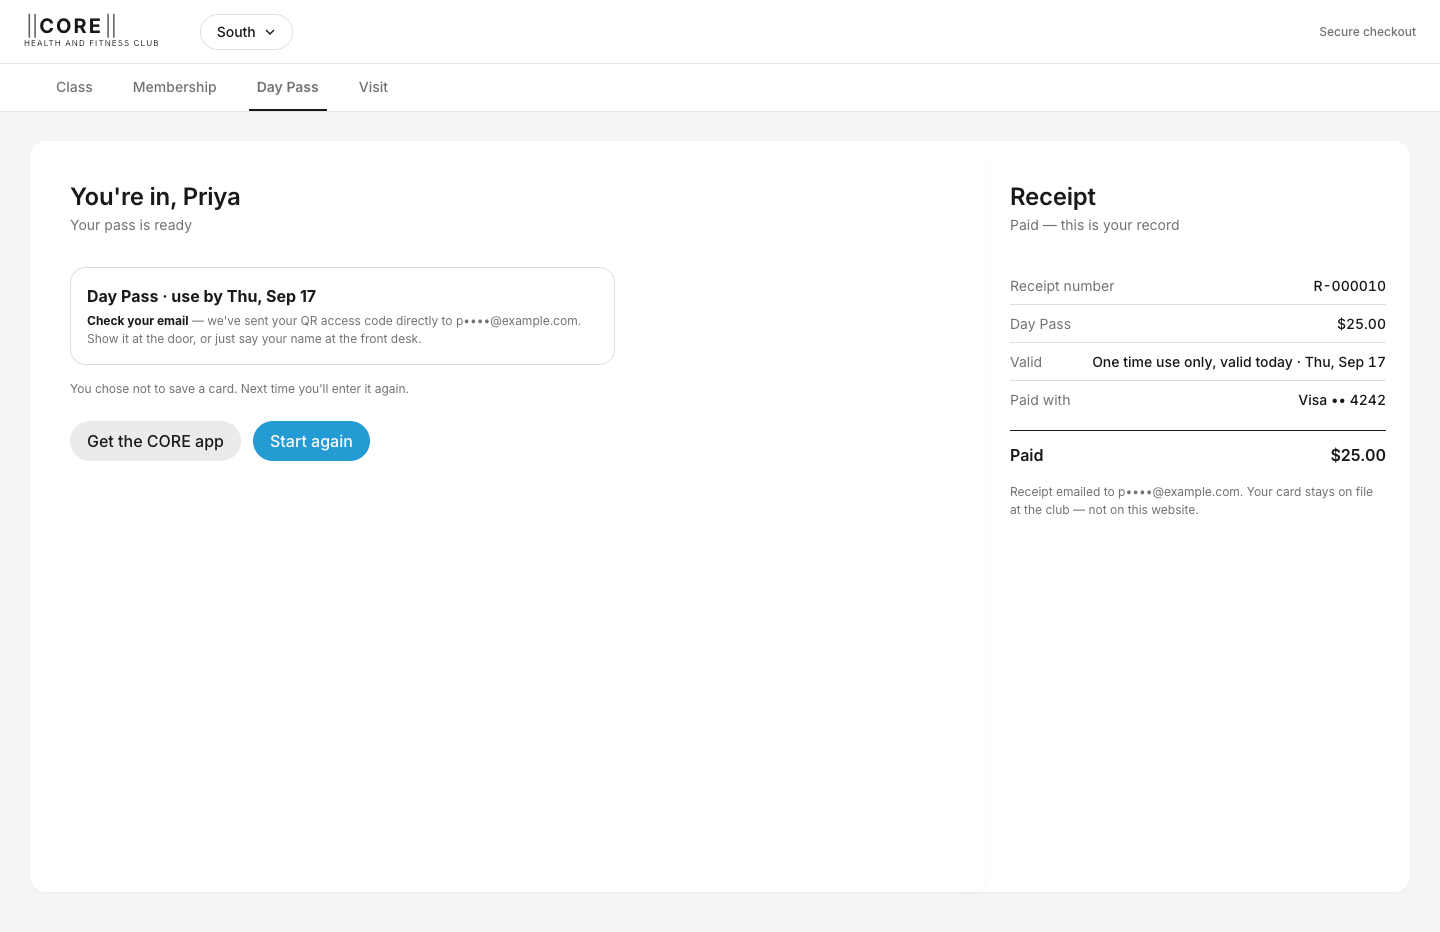 CORE
HEALTH AND FITNESS CLUB
South
Secure checkout
Class
Membership
Day Pass
Visit
You're in, Priya
Your pass is ready
Day Pass · use by Thu, Sep 17
Check your email — we've sent your QR access code directly to p••••@example.com.
Show it at the door, or just say your name at the front desk.
You chose not to save a card. Next time you’ll enter it again.
Get the CORE app
Start again
Receipt
Paid — this is your record
Receipt number R-000010
Day Pass $25.00
Valid One time use only, valid today · Thu, Sep 17
Paid with Visa •• 4242
Paid $25.00
Receipt emailed to p••••@example.com. Your card stays on file
at the club — not on this website.